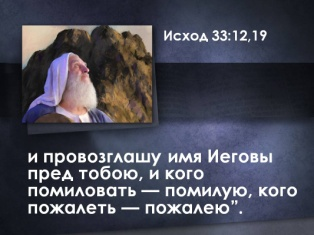 Исход 33:12,19
и провозглашу имя Иеговы
пред тобою, и кого
помиловать — помилую, кого
пожалеть — пожалею”.